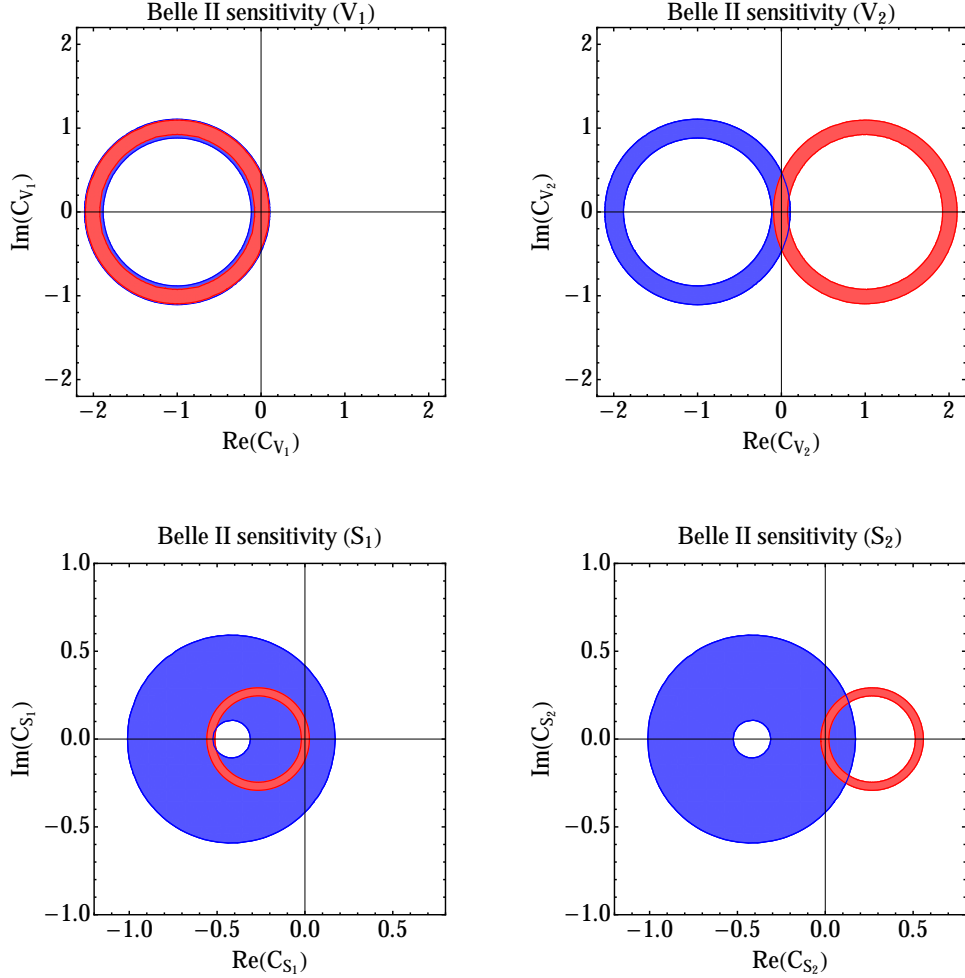 Belle II sensitivity (V₁)
2
1
0
−1
−2
Im(C_V₁)
−2 −1 0 1 2
Re(C_V₁)
Belle II sensitivity (V₂)
2
1
0
−1
−2
Im(C_V₂)
−2 −1 0 1 2
Re(C_V₂)
Belle II sensitivity (S₁)
1.0
0.5
0.0
−0.5
−1.0
Im(C_S₁)
−1.0 −0.5 0.0 0.5
Re(C_S₁)
Belle II sensitivity (S₂)
1.0
0.5
0.0
−0.5
−1.0
Im(C_S₂)
−1.0 −0.5 0.0 0.5
Re(C_S₂)